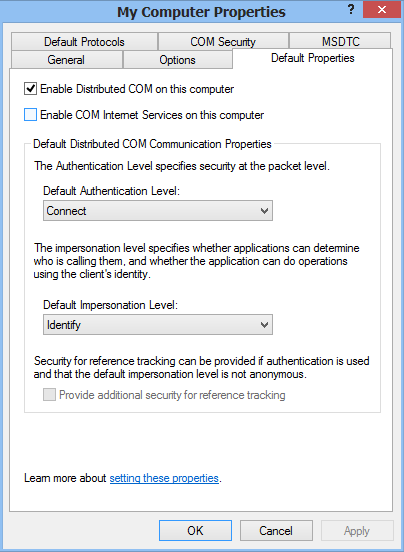 My Computer Properties
?
Default Protocols
COM Security
MSDTC
General
Options
Default Properties
Enable Distributed COM on this computer
Enable COM Internet Services on this computer
Default Distributed COM Communication Properties
The Authentication Level specifies security at the packet level.
Default Authentication Level:
Connect
The impersonation level specifies whether applications can determine
who is calling them, and whether the application can do operations
using the client's identity.
Default Impersonation Level:
Identify
Security for reference tracking can be provided if authentication is used
and that the default impersonation level is not anonymous.
Provide additional security for reference tracking
Learn more about setting these properties.
OK
Cancel
Apply